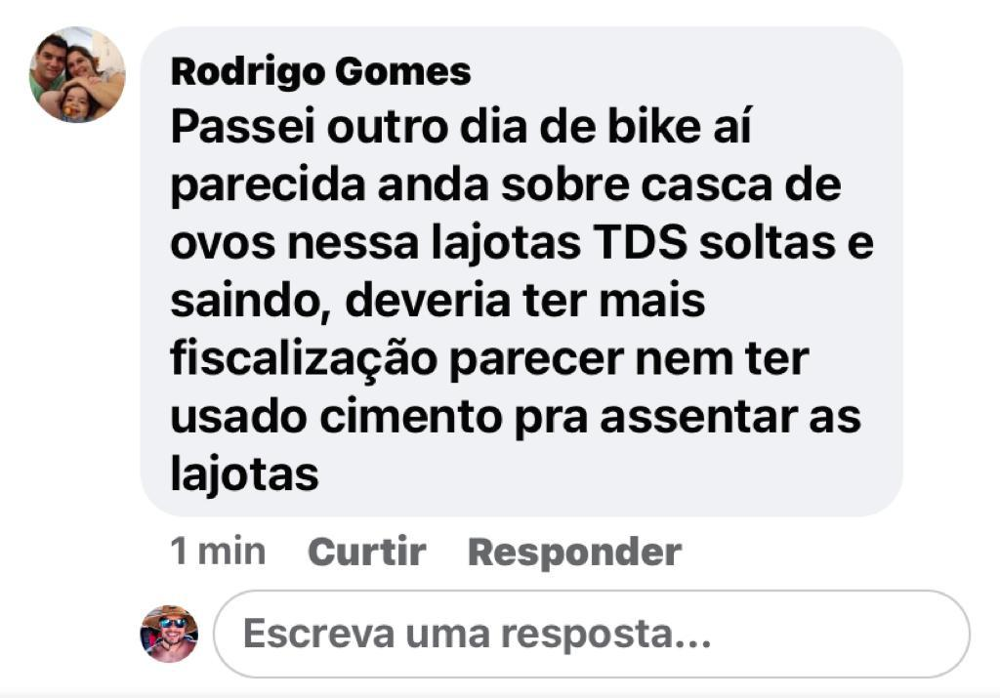 Rodrigo Gomes
Passei outro dia de bike aí
parecida anda sobre casca de
ovos nessa lajotas TDS soltas e
saindo, deveria ter mais
fiscalização parecer nem ter
usado cimento pra assentar as
lajotas
1 min Curtir Responder
Escreva uma resposta...